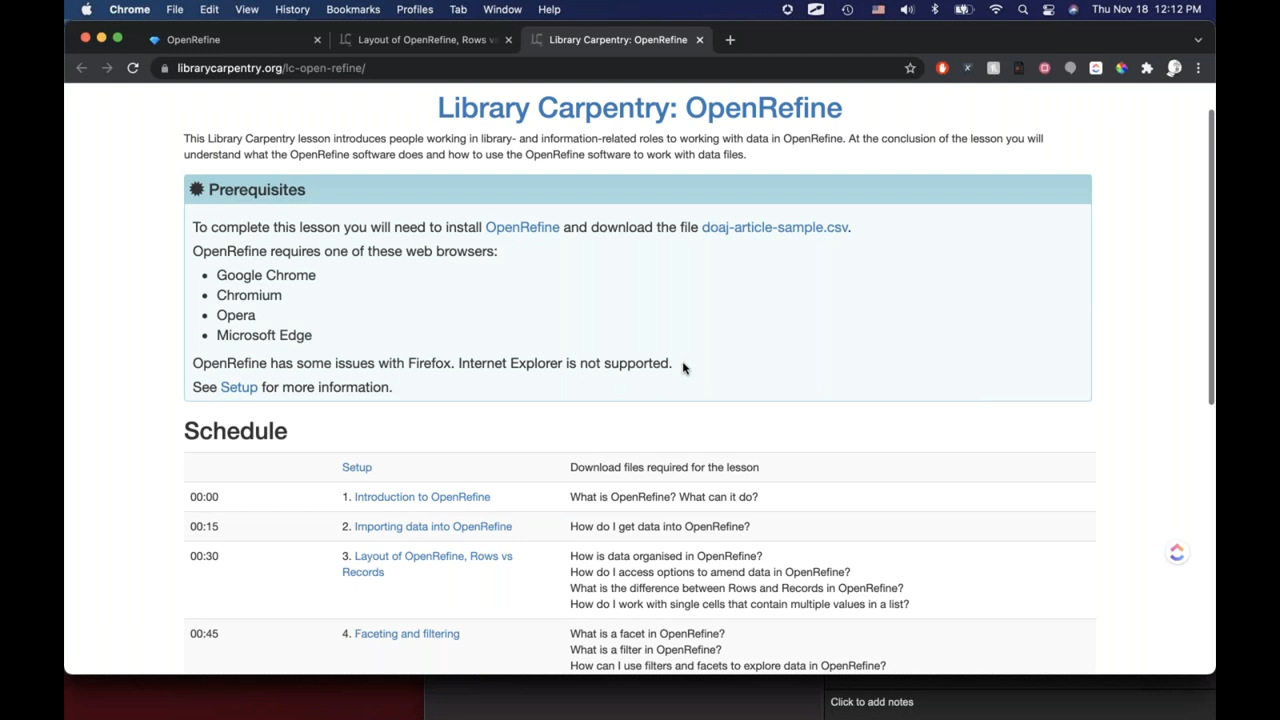 Chrome File Edit View History Bookmarks Profiles Tab Window Help Thu Nov 18 12:12 PM
OpenRefine Layout of OpenRefine, Rows v Library Carpentry: OpenRefine
librarycarpentry.org/lc-open-refine/
Library Carpentry: OpenRefine
This Library Carpentry lesson introduces people working in library- and information-related roles to working with data in OpenRefine. At the conclusion of the lesson you will
understand what the OpenRefine software does and how to use the OpenRefine software to work with data files.
Prerequisites
To complete this lesson you will need to install OpenRefine and download the file doaj-article-sample.csv.
OpenRefine requires one of these web browsers:
• Google Chrome
• Chromium
• Opera
• Microsoft Edge
OpenRefine has some issues with Firefox. Internet Explorer is not supported.
See Setup for more information.
Schedule
Setup Download files required for the lesson
00:00 1. Introduction to OpenRefine What is OpenRefine? What can it do?
00:15 2. Importing data into OpenRefine How do I get data into OpenRefine?
00:30 3. Layout of OpenRefine, Rows vs How is data organised in OpenRefine?
Records How do I access options to amend data in OpenRefine?
What is the difference between Rows and Records in OpenRefine?
How do I work with single cells that contain multiple values in a list?
00:45 4. Faceting and filtering What is a facet in OpenRefine?
What is a filter in OpenRefine?
How can I use filters and facets to explore data in OpenRefine?
Click to add notes